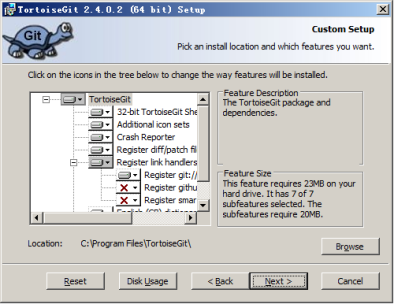 TortoiseGit 2.4.0.2 (64 bit) Setup
Git
Custom Setup
Pick an install location and which features you want.
Click on the icons in the tree below to change the way features will be installed.
TortoiseGit
32-bit TortoiseGit She
Additional icon sets
Crash Reporter
Register diff/patch fil
Register link handlers
Register git://
Register githu
Register smar
English (GB) dictionar
Feature Description
The TortoiseGit package and
dependencies.
Feature Size
This feature requires 23MB on your
hard drive. It has 7 of 7
subfeatures selected. The
subfeatures require 20MB.
Location: C:\Program Files\TortoiseGit\
Browse
Reset Disk Usage < Back Next > Cancel